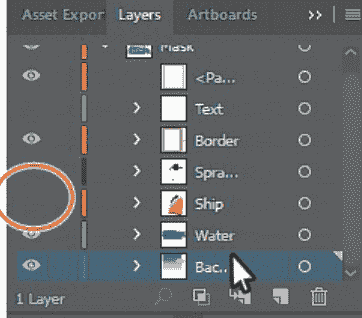 Asset Expor Layers Artboards
Mask
<Pa...
Text
Border
Spra...
Ship
Water
Bac...
1 Layer